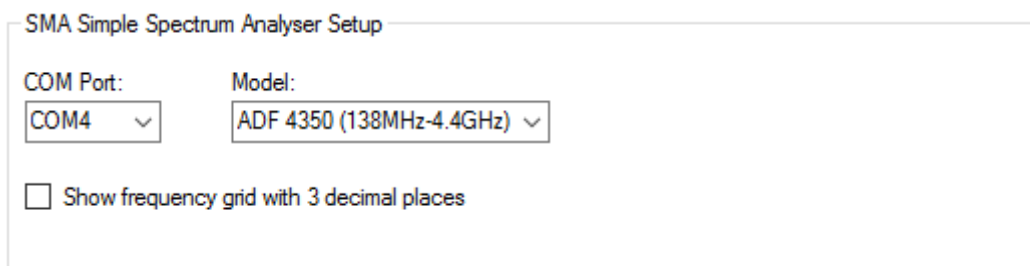 SMA Simple Spectrum Analyser Setup
COM Port: Model:
COM4 ADF 4350 (138MHz-4.4GHz)
Show frequency grid with 3 decimal places